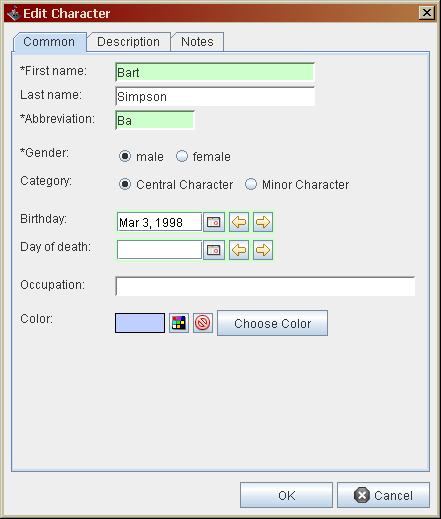 Edit Character
Common Description Notes
*First name: Bart
Last name: Simpson
*Abbreviation: Ba
*Gender: male female
Category: Central Character Minor Character
Birthday: Mar 3, 1998
Day of death:
Occupation:
Color: Choose Color
OK Cancel